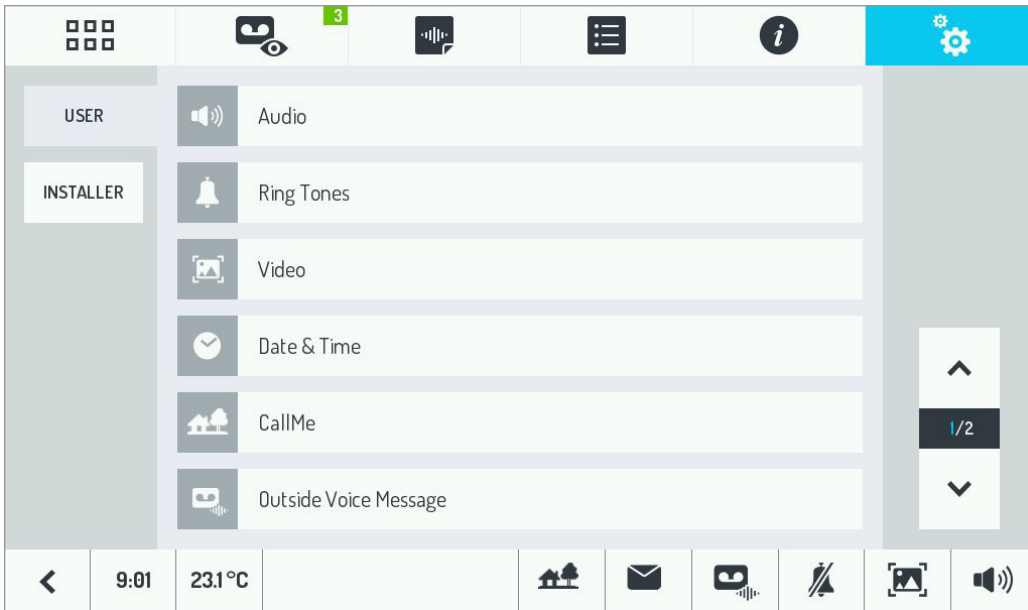 3
i
USER
Audio
INSTALLER
Ring Tones
Video
Date & Time
CallMe
1/2
Outside Voice Message
9:01
23.1°C